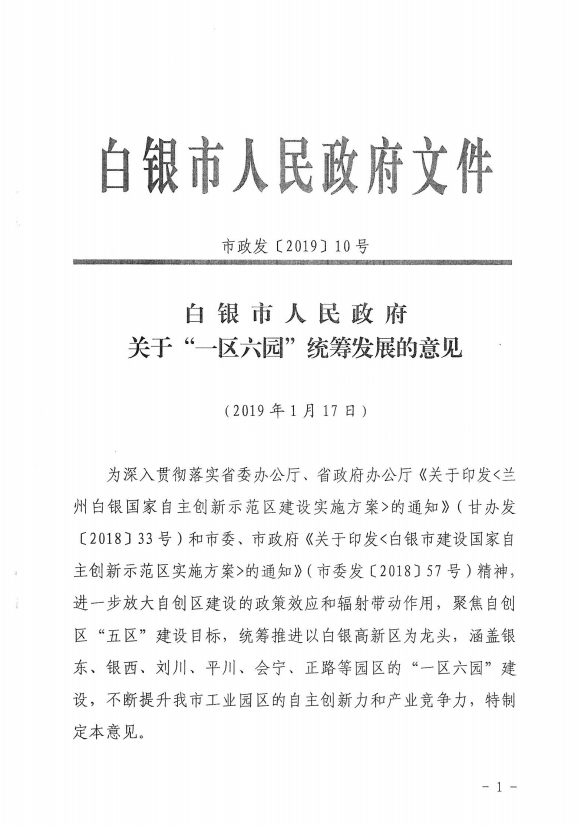 白银市人民政府文件
市政发〔2019〕10号
白银市人民政府
关于“一区六园”统筹发展的意见
(2019年1月17日)
为深入贯彻落实省委办公厅、省政府办公厅《关于印发<兰
州白银国家自主创新示范区建设实施方案>的通知》(甘办发
〔2018〕33号)和市委、市政府《关于印发<白银市建设国家自
主创新示范区实施方案>的通知》(市委发〔2018〕57号)精神,
进一步放大自创区建设的政策效应和辐射带动作用,聚焦自创
区“五区”建设目标,统筹推进以白银高新区为龙头,涵盖银
东、银西、刘川、平川、会宁、正路等园区的“一区六园”建
设,不断提升我市工业园区的自主创新力和产业竞争力,特制
定本意见。
- 1 -